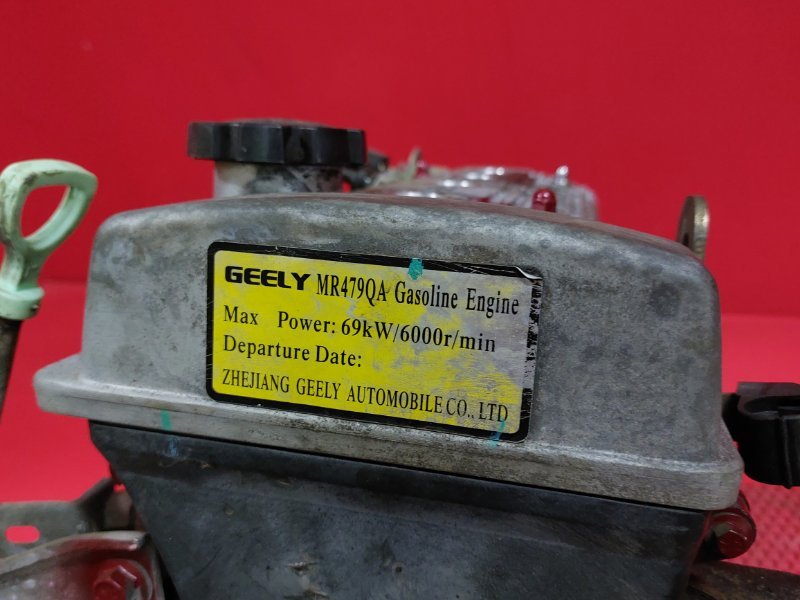 GEELY MR479QA Gasoline Engine
Max Power: 69kW/6000r/min
Departure Date:
ZHEJIANG GEELY AUTOMOBILE CO., LTD